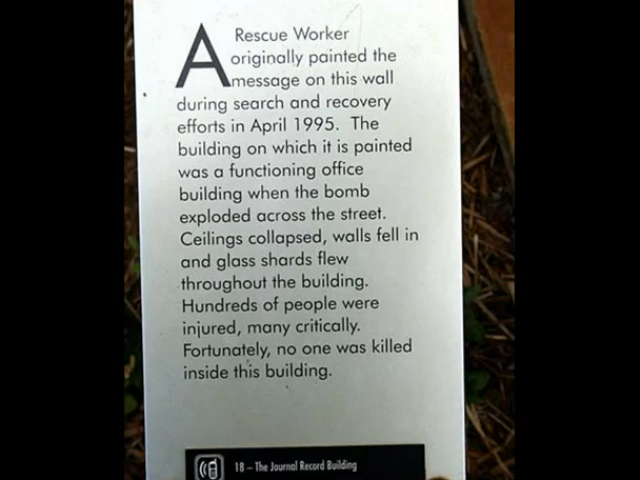 A Rescue Worker
originally painted the
message on this wall
during search and recovery
efforts in April 1995. The
building on which it is painted
was a functioning office
building when the bomb
exploded across the street.
Ceilings collapsed, walls fell in
and glass shards flew
throughout the building.
Hundreds of people were
injured, many critically.
Fortunately, no one was killed
inside this building.
18 – The Journal Record Building